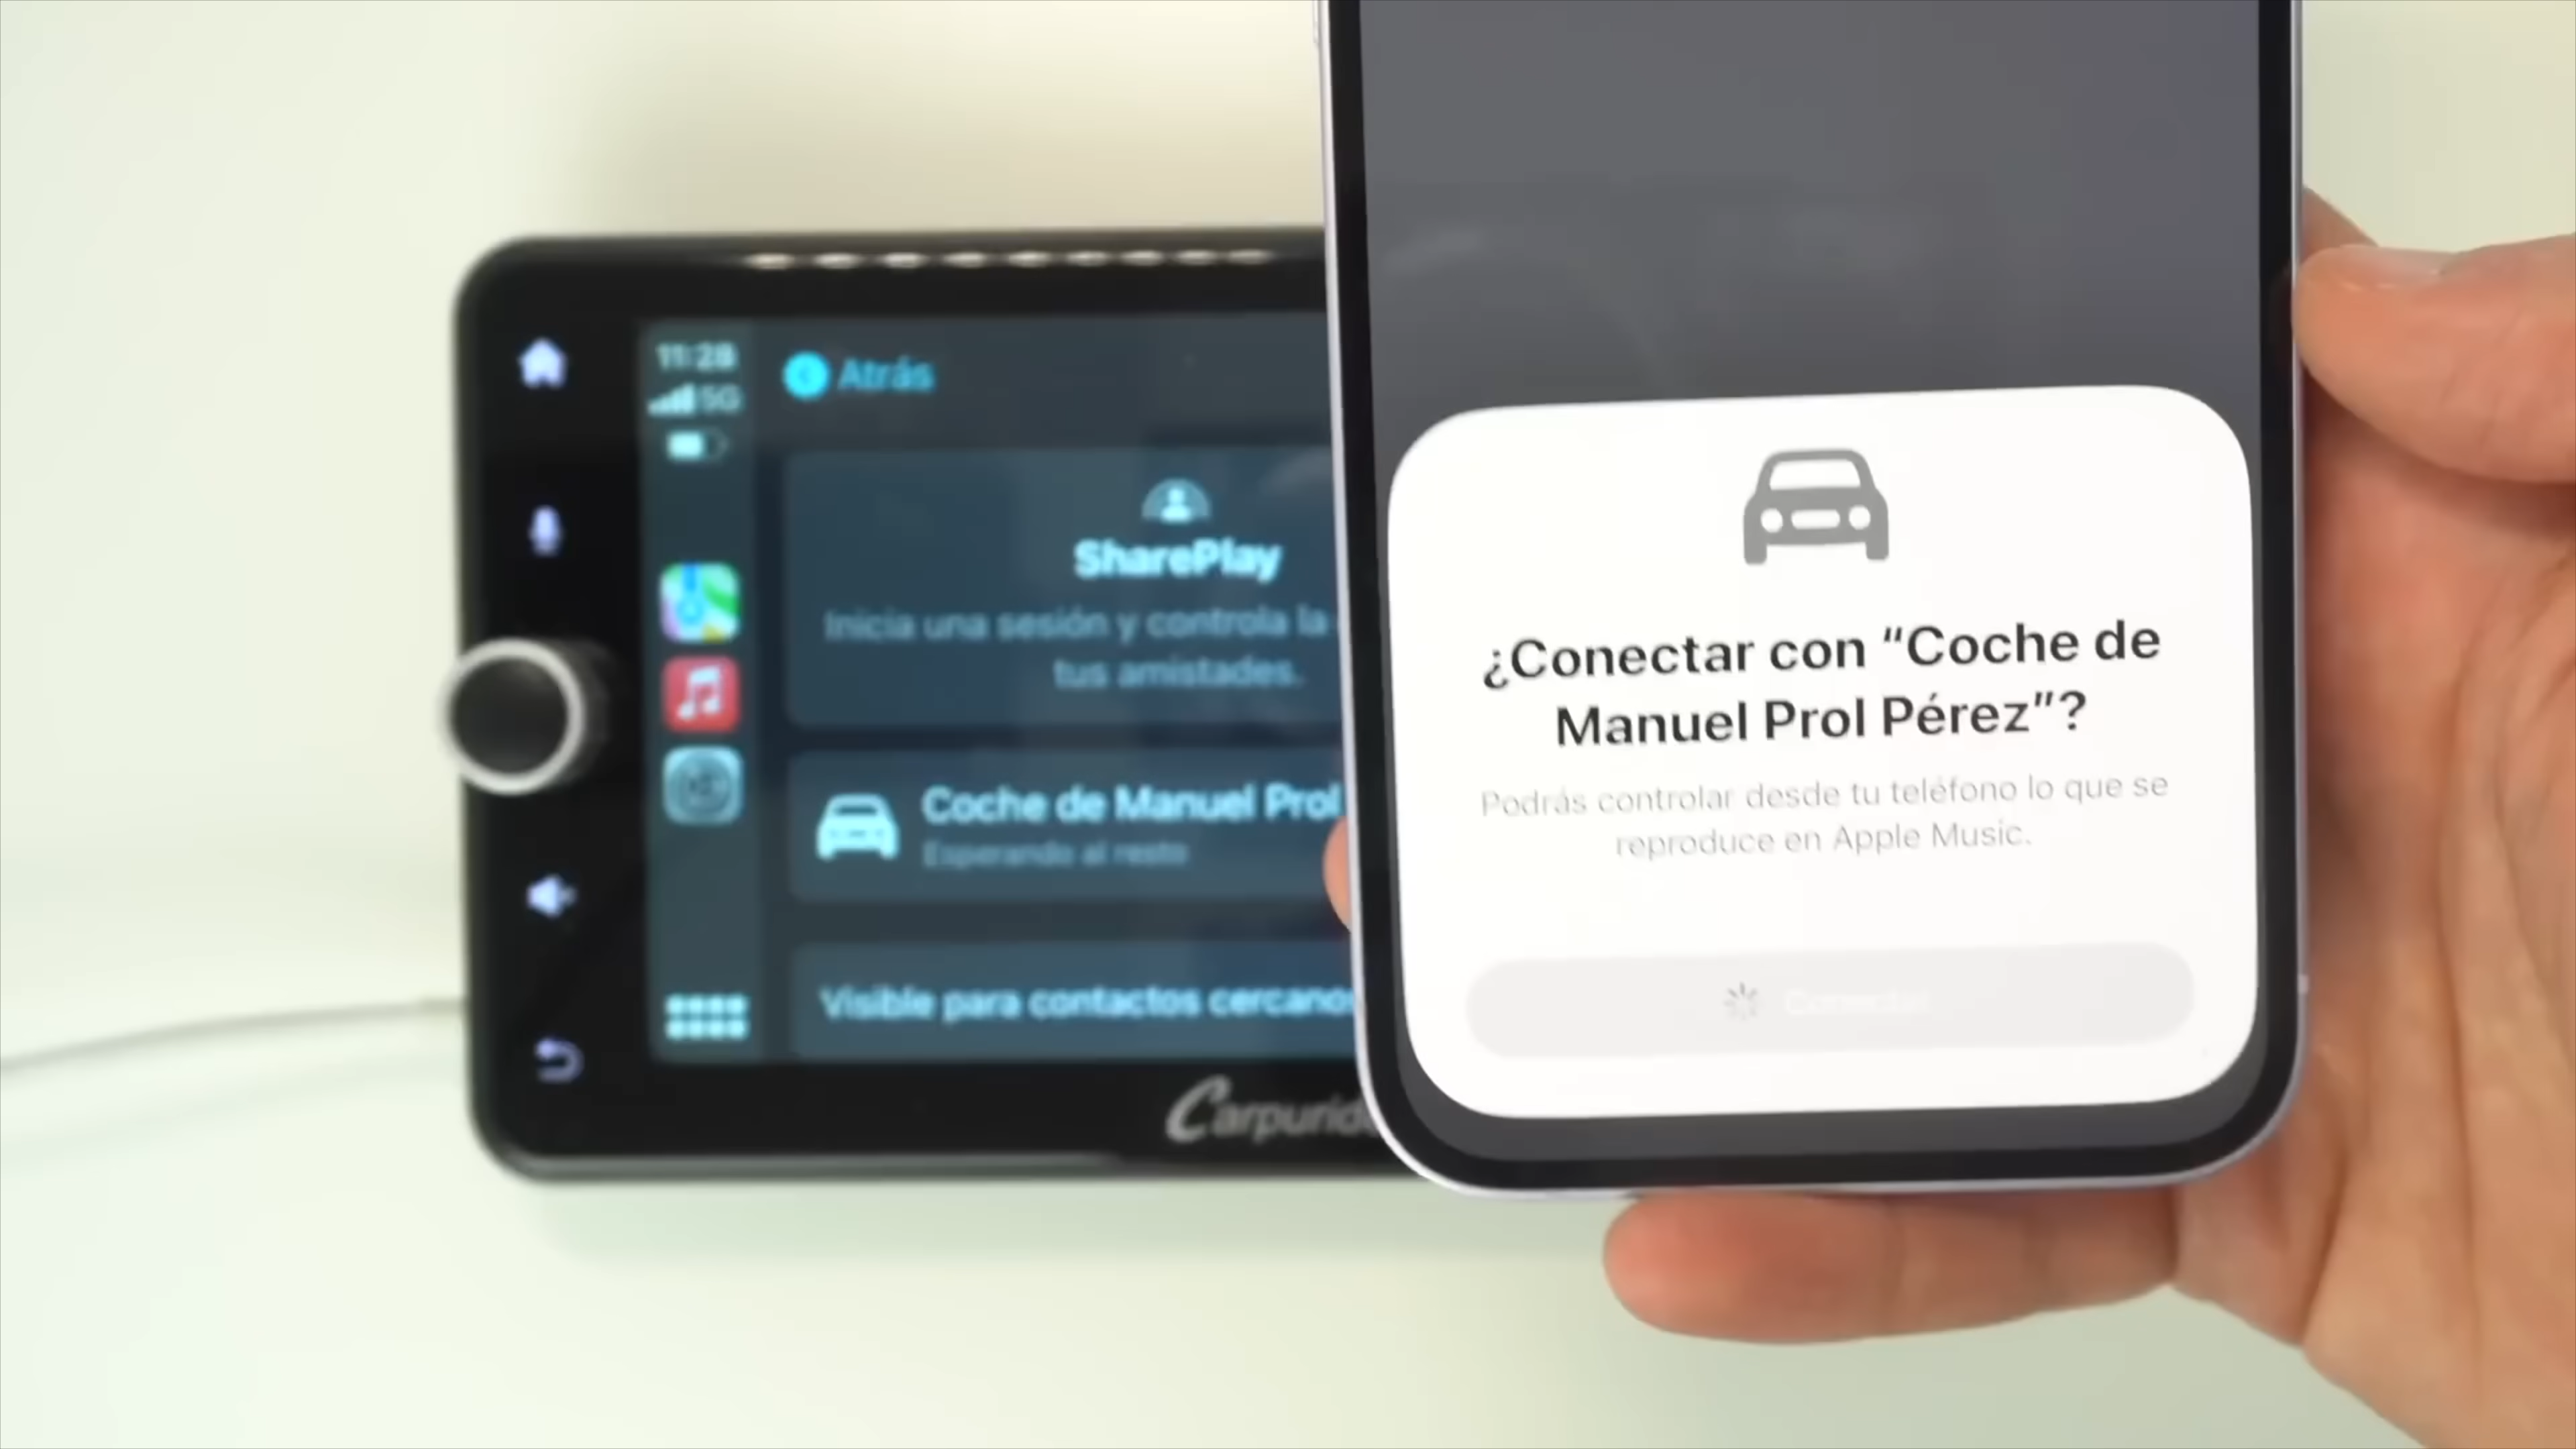 11:28
5G
Atrás
SharePlay
Inicia una sesión y controla la
tus amistades.
Coche de Manuel Prol
Esperando al resto
Visible para contactos cercanos
¿Conectar con “Coche de
Manuel Prol Pérez”?
Podrás controlar desde tu teléfono lo que se
reproduce en Apple Music.
Conectar